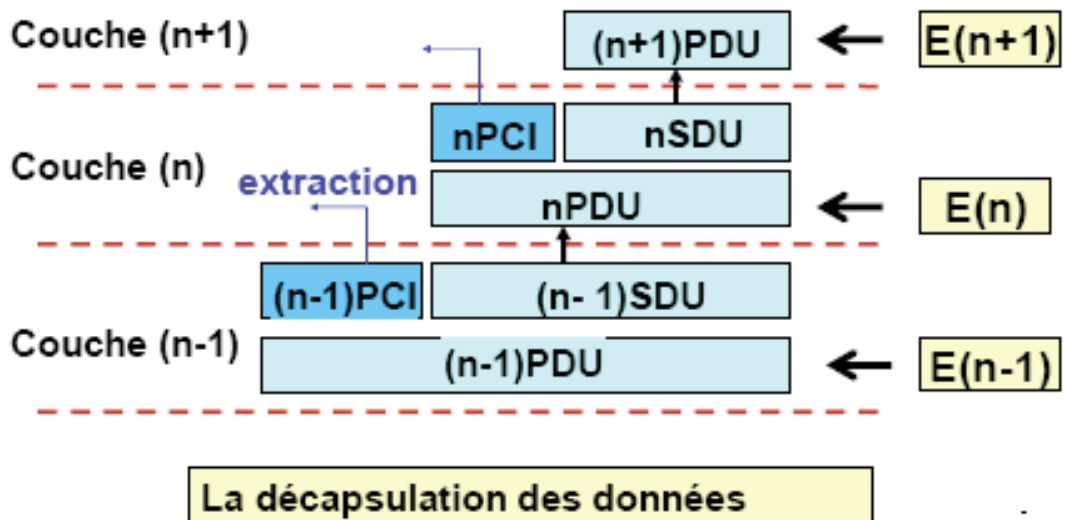 Couche (n+1)
(n+1)PDU
E(n+1)
nPCI
nSDU
Couche (n)
extraction
nPDU
E(n)
(n-1)PCI
(n- 1)SDU
Couche (n-1)
(n-1)PDU
E(n-1)
La décapsulation des données